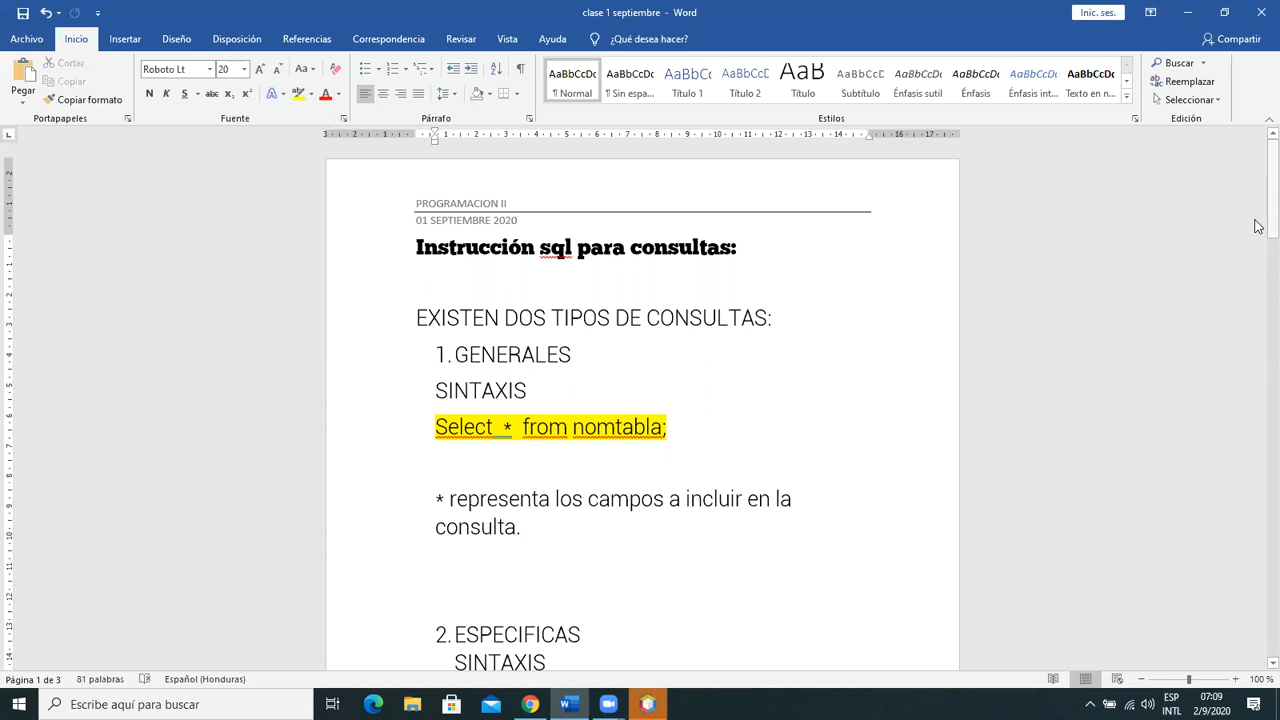 clase 1 septiembre - Word
Inic. ses.
Archivo Inicio Insertar Diseño Disposición Referencias Correspondencia Revisar Vista Ayuda ¿Qué desea hacer? Compartir
Pegar
Cortar
Copiar
Copiar formato
Portapapeles
Roboto Lt 20
Fuente
Párrafo
AaBbCcDc ¶ Normal
AaBbCcDc ¶ Sin espa...
AaBbC( Título 1
AaBbCcD Título 2
AaB Título
AaBbCcD Subtítulo
AaBbCcDc Énfasis sutil
AaBbCcDc Énfasis
AaBbCcDc Énfasis int...
AaBbCcDc Texto en n...
Estilos
Buscar
Reemplazar
Seleccionar
Edición
PROGRAMACION II
01 SEPTIEMBRE 2020
Instrucción sql para consultas:
EXISTEN DOS TIPOS DE CONSULTAS:
1. GENERALES
SINTAXIS
Select * from nomtabla;
* representa los campos a incluir en la
consulta.
2. ESPECIFICAS
SINTAXIS
Página 1 de 3 81 palabras Español (Honduras) 100 %
Escribe aquí para buscar
ESP
INTL
07:09
2/9/2020